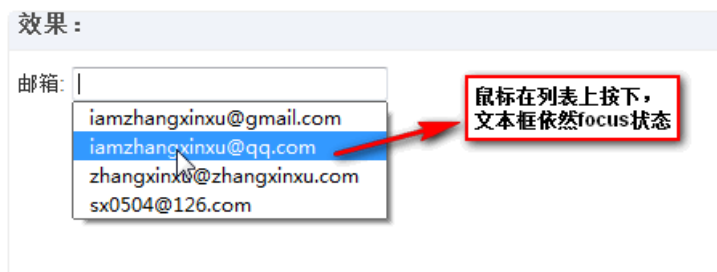 效果：
邮箱:
iamzhangxinxu@gmail.com
iamzhangxinxu@qq.com
zhangxinxu@zhangxinxu.com
sx0504@126.com
鼠标在列表上按下，
文本框依然focus状态